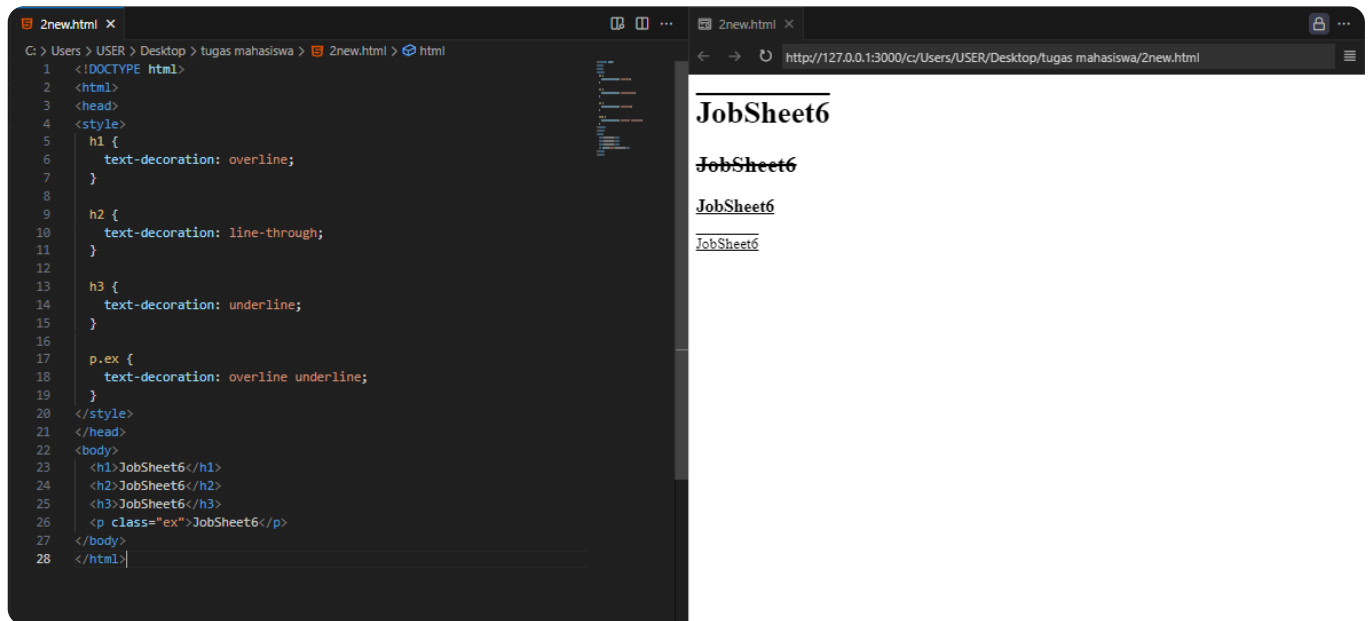 2new.html
C: > Users > USER > Desktop > tugas mahasiswa > 2new.html > html
1 <!DOCTYPE html>
2 <html>
3 <head>
4 <style>
5 h1 {
6 text-decoration: overline;
7 }
8
9 h2 {
10 text-decoration: line-through;
11 }
12
13 h3 {
14 text-decoration: underline;
15 }
16
17 p.ex {
18 text-decoration: overline underline;
19 }
20 </style>
21 </head>
22 <body>
23 <h1>JobSheet6</h1>
24 <h2>JobSheet6</h2>
25 <h3>JobSheet6</h3>
26 <p class="ex">JobSheet6</p>
27 </body>
28 </html>
2new.html
http://127.0.0.1:3000/c:/Users/USER/Desktop/tugas mahasiswa/2new.html
JobSheet6
JobSheet6
JobSheet6
JobSheet6